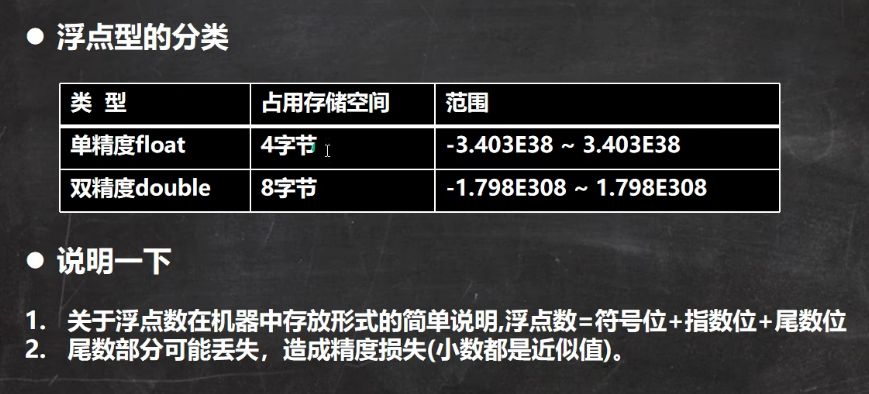 ● 浮点型的分类
类 型 占用存储空间 范围
单精度float 4字节 -3.403E38 ~ 3.403E38
双精度double 8字节 -1.798E308 ~ 1.798E308
● 说明一下
1. 关于浮点数在机器中存放形式的简单说明,浮点数=符号位+指数位+尾数位
2. 尾数部分可能丢失，造成精度损失(小数都是近似值)。